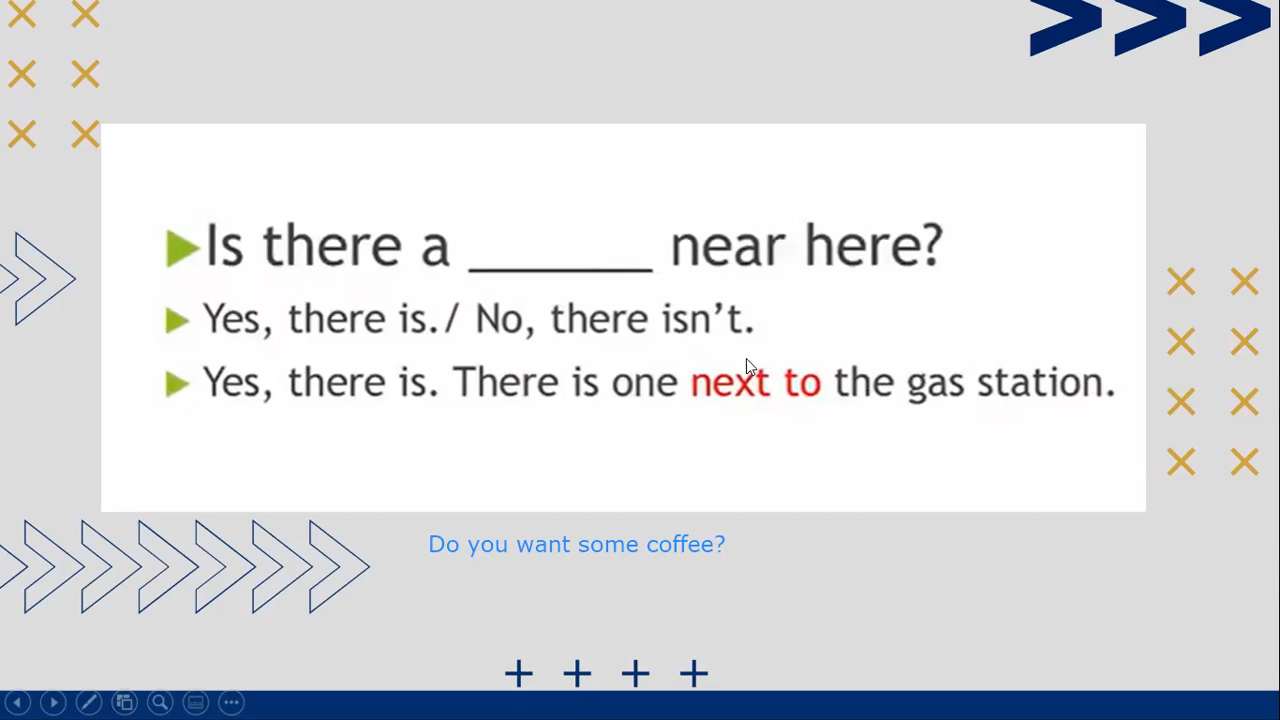 Is there a ______ near here?
Yes, there is./ No, there isn't.
Yes, there is. There is one next to the gas station.
Do you want some coffee?